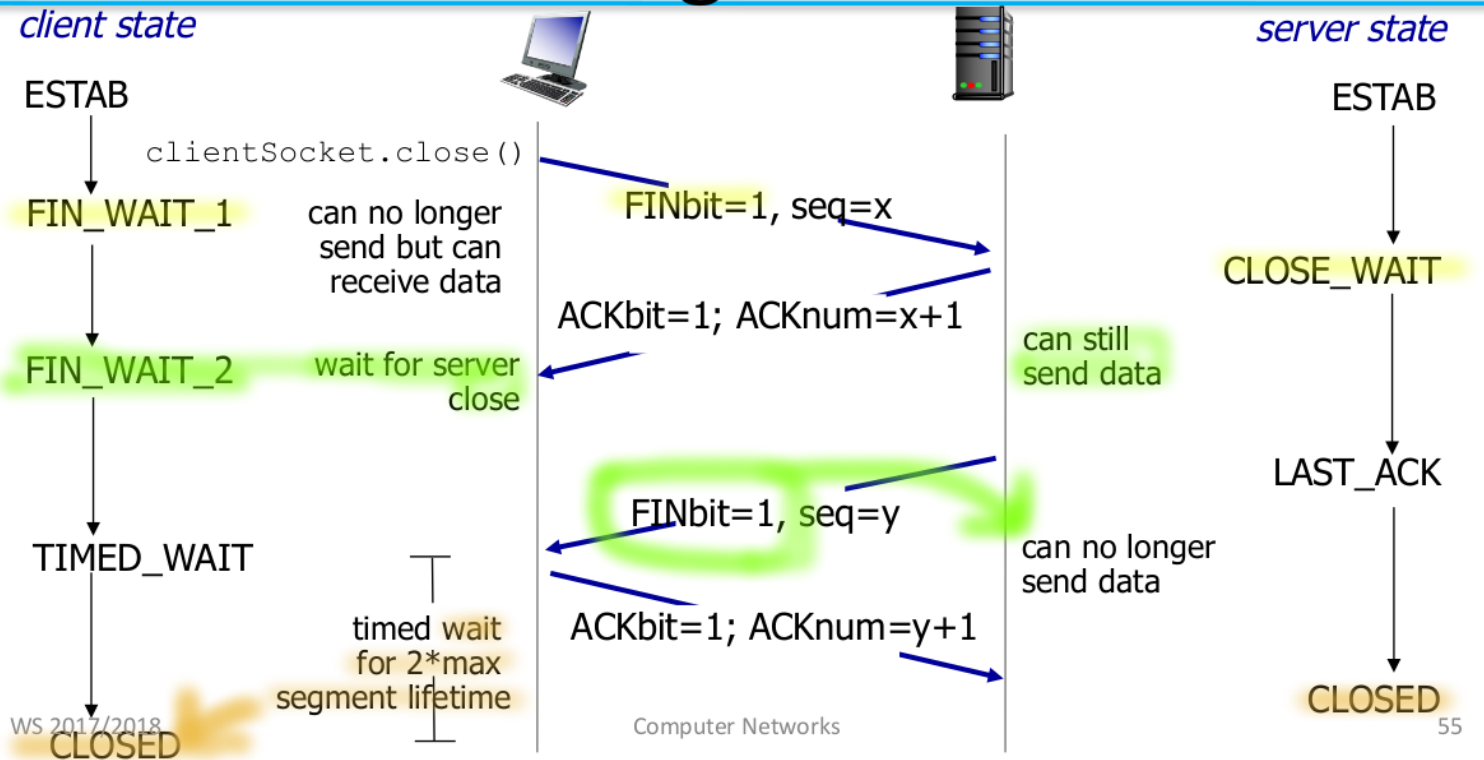 client state
server state
ESTAB
ESTAB
clientSocket.close()
FIN_WAIT_1
can no longer
send but can
receive data
FINbit=1, seq=x
CLOSE_WAIT
ACKbit=1; ACKnum=x+1
FIN_WAIT_2
wait for server
close
can still
send data
LAST_ACK
FINbit=1, seq=y
TIMED_WAIT
can no longer
send data
timed wait
for 2*max
segment lifetime
ACKbit=1; ACKnum=y+1
CLOSED
WS 2017/2018
Computer Networks
55
CLOSED